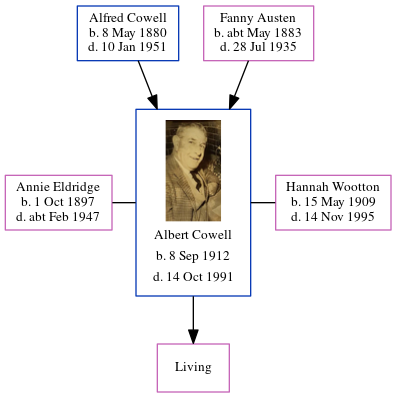 Alfred Cowell
b. 8 May 1880
d. 10 Jan 1951
Fanny Austen
b. abt May 1883
d. 28 Jul 1935
Annie Eldridge
b. 1 Oct 1897
d. abt Feb 1947
Albert Cowell
b. 8 Sep 1912
d. 14 Oct 1991
Hannah Wootton
b. 15 May 1909
d. 14 Nov 1995
Living